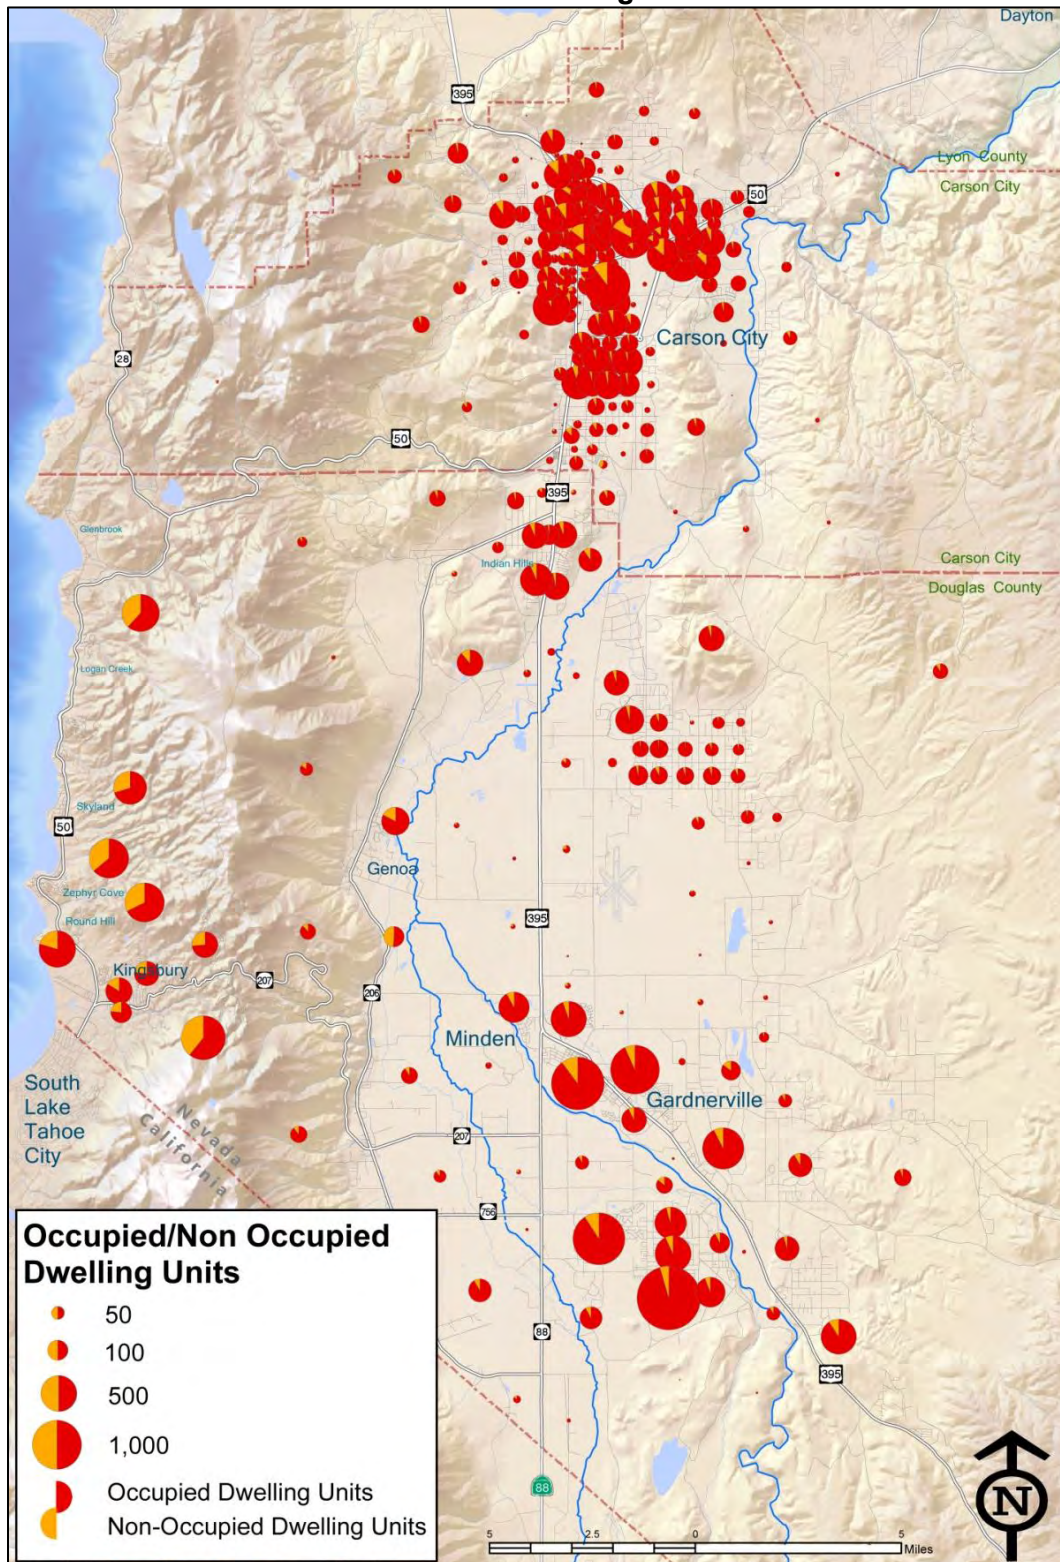 Dayton
395
Lyon County
Carson City
50
Carson City
28
50
395
Glenbrook
Indian Hills
Carson City
Douglas County
Logan Creek
Skyland
50
Genoa
Zephyr Cove
395
Round Hill
Kingsbury
207
206
Minden
Gardnerville
South
Lake
Tahoe
City
Nevada
California
207
756
Occupied/Non Occupied
Dwelling Units
50
100
500
1,000
Occupied Dwelling Units
Non-Occupied Dwelling Units
88
395
88
N
5
2.5
0
5
Miles